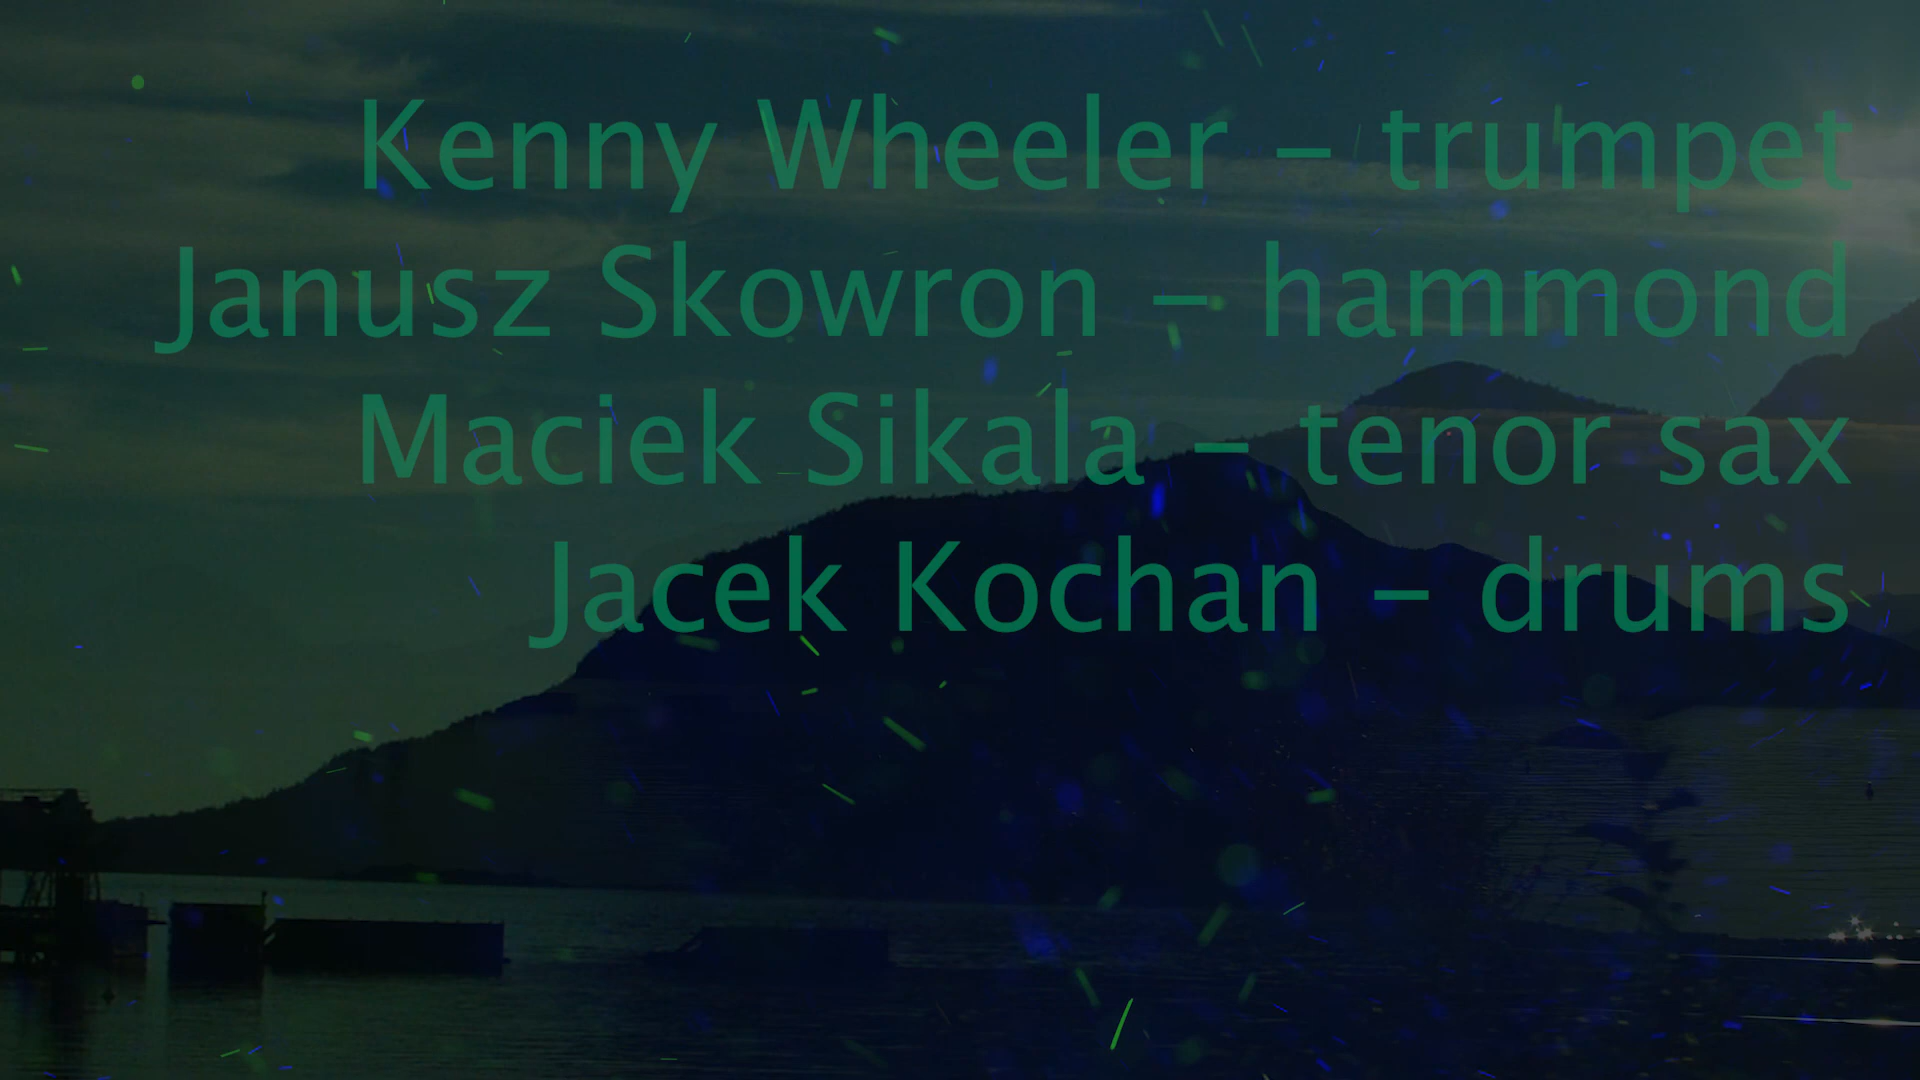 Kenny Wheeler – trumpet
Janusz Skowron – hammond
Maciek Sikala – tenor sax
Jacek Kochan – drums